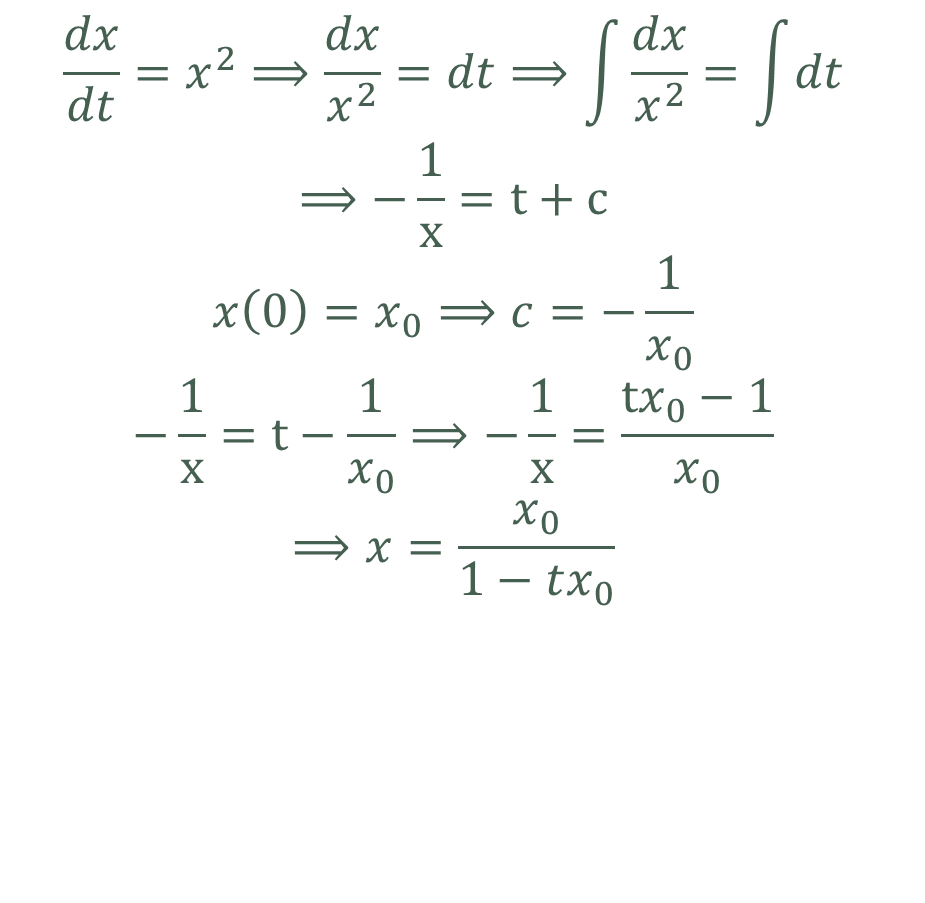 dx/dt = x² ⟹ dx/x² = dt ⟹ ∫ dx/x² = ∫ dt
⟹ −1/x = t + c
x(0) = x₀ ⟹ c = −1/x₀
−1/x = t − 1/x₀ ⟹ −1/x = (tx₀ − 1)/x₀
⟹ x = x₀/(1 − tx₀)